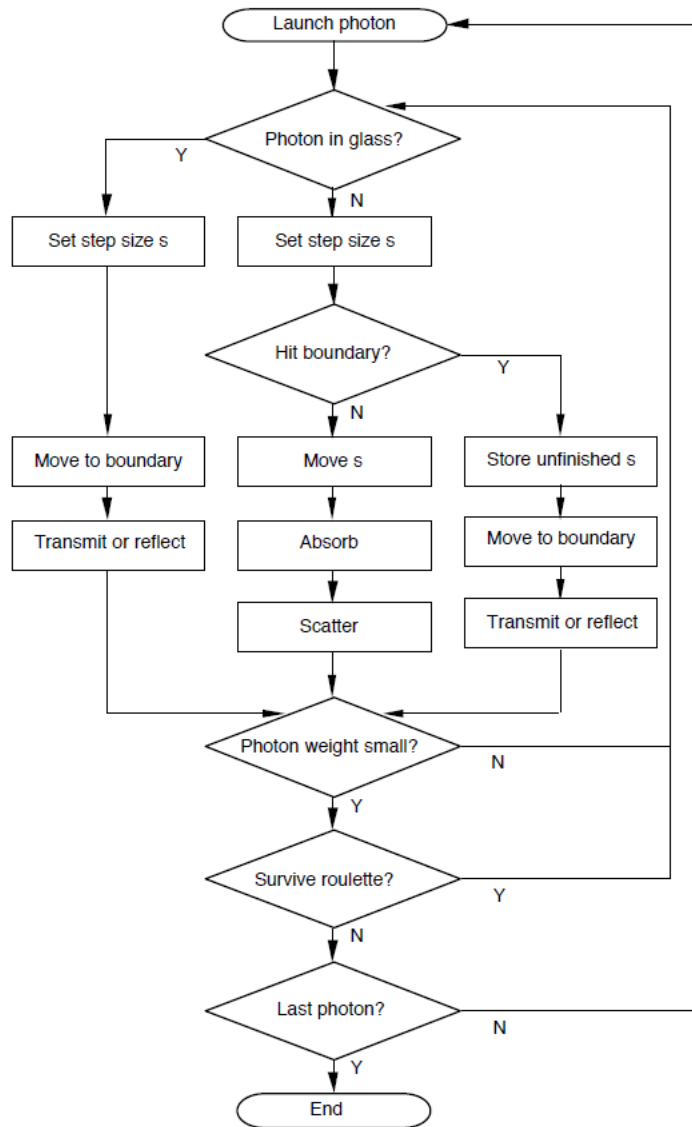 Launch photon
Photon in glass?
Y
N
Set step size s
Set step size s
Hit boundary?
Y
N
Move to boundary
Move s
Store unfinished s
Transmit or reflect
Absorb
Move to boundary
Scatter
Transmit or reflect
Photon weight small?
N
Y
Survive roulette?
Y
N
Last photon?
N
Y
End